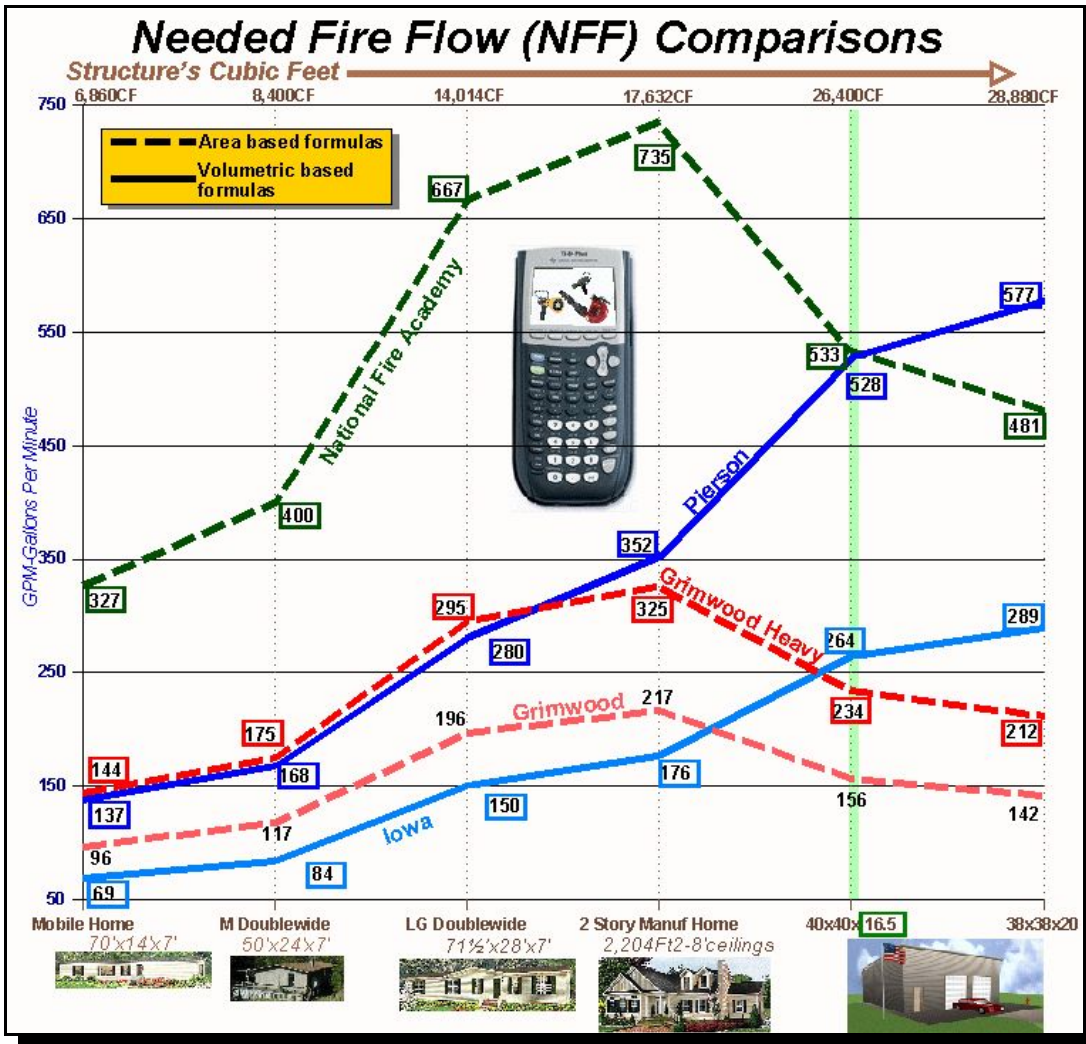 Needed Fire Flow (NFF) Comparisons
Structure's Cubic Feet
6,860CF 8,400CF 14,014CF 17,632CF 26,400CF 28,880CF
750
Area based formulas
Volumetric based
formulas
735
667
650
National Fire Academy
577
550
533
528
GPM-Gallons Per Minute
481
450
Pierson
400
352
350
327
Grimwood Heavy
325
295
289
280
264
250
234
Grimwood
217
212
196
175
168
176
150
144
137
150
156
142
117
Iowa
96
84
69
50
Mobile Home M Doublewide LG Doublewide 2 Story Manuf Home 40x40x16.5 38x38x20
70'x14'x7' 50'x24'x7' 71½'x28'x7' 2,204Ft2-8'ceilings